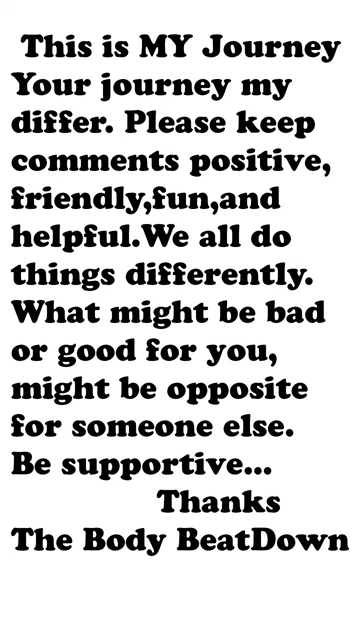 This is MY Journey
Your journey my
differ. Please keep
comments positive,
friendly,fun,and
helpful.We all do
things differently.
What might be bad
or good for you,
might be opposite
for someone else.
Be supportive...
Thanks
The Body BeatDown